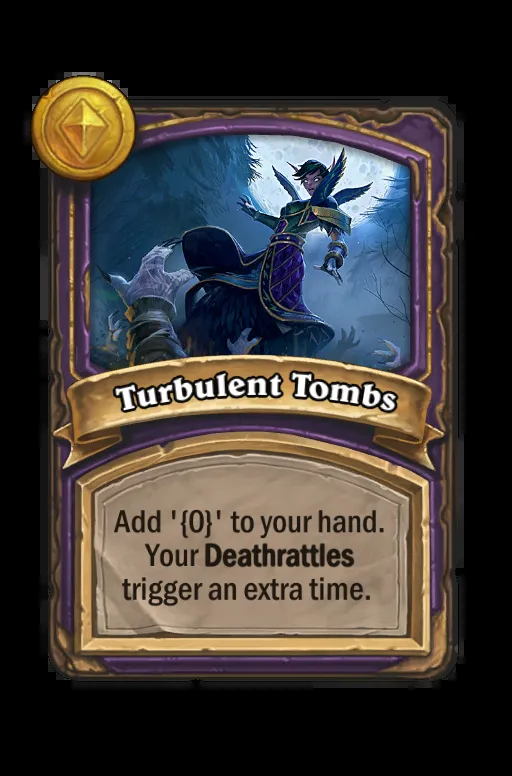 Turbulent Tombs
Add '{0}' to your hand.
Your Deathrattles
trigger an extra time.